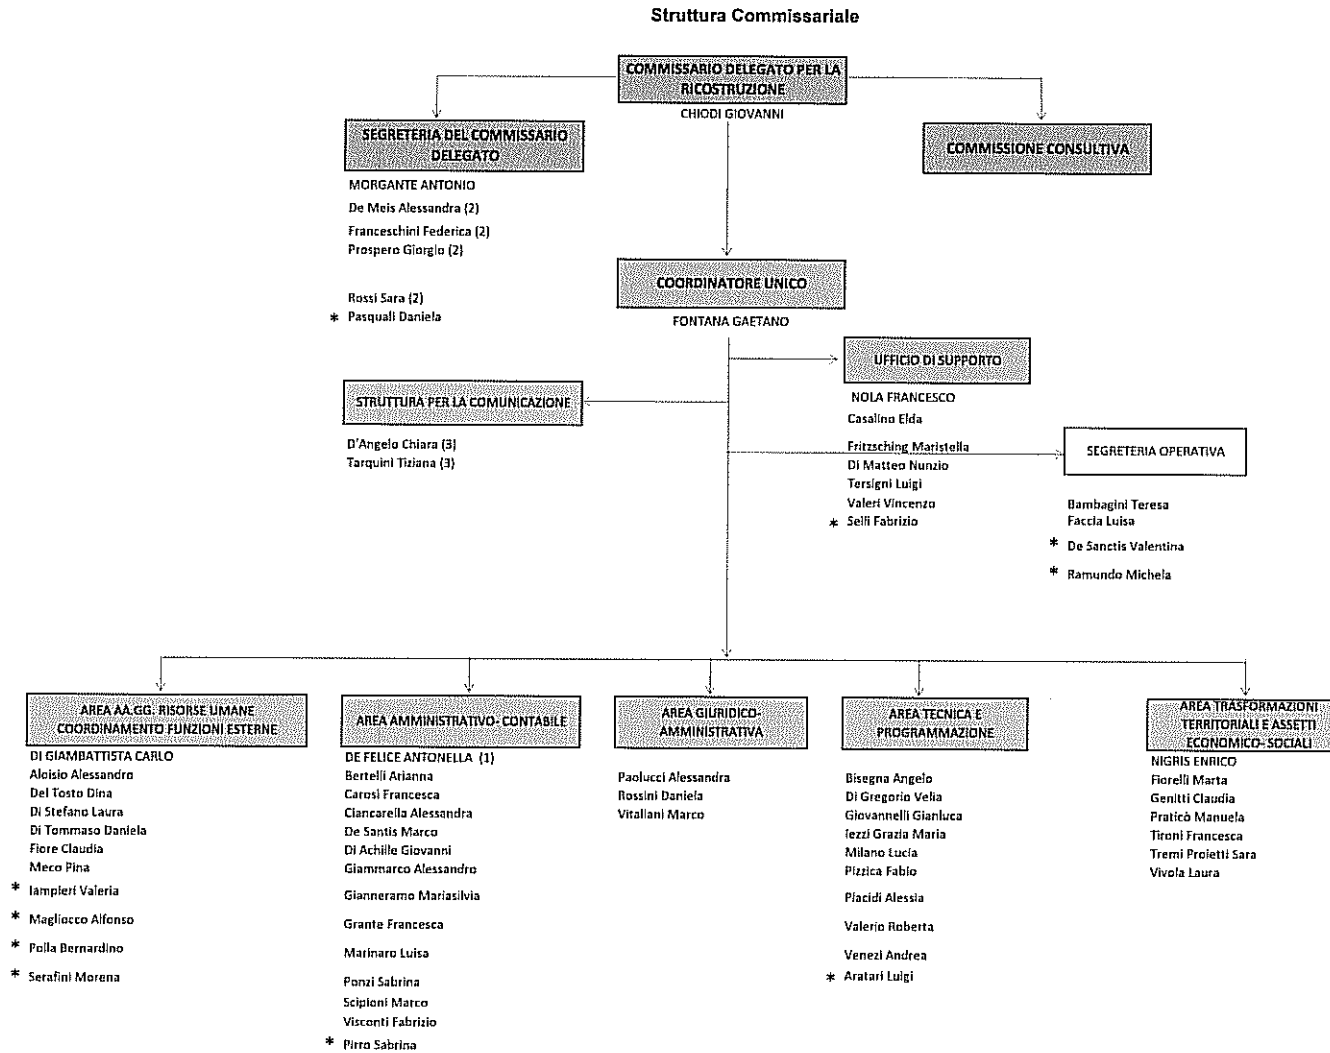 Struttura Commissariale
COMMISSARIO DELEGATO PER LA
RICOSTRUZIONE
CHIODI GIOVANNI
SEGRETERIA DEL COMMISSARIO
DELEGATO
MORGANTE ANTONIO
De Meis Alessandra (2)
Franceschini Federica (2)
Prospero Giorgio (2)
Rossi Sara (2)
* Pasquali Daniela
COMMISSIONE CONSULTIVA
COORDINATORE UNICO
FONTANA GAETANO
UFFICIO DI SUPPORTO
NOLA FRANCESCO
Casalino Elda
Fritzsching Maristella
Di Matteo Nunzio
Tersigni Luigi
Valeri Vincenzo
* Selli Fabrizio
STRUTTURA PER LA COMUNICAZIONE
D'Angelo Chiara (3)
Tarquini Tiziana (3)
SEGRETERIA OPERATIVA
Bambagini Teresa
Faccia Luisa
* De Sanctis Valentina
* Ramundo Michela
AREA AA.GG. RISORSE UMANE
COORDINAMENTO FUNZIONI ESTERNE
DI GIAMBATTISTA CARLO
Aloisio Alessandro
Del Tosto Dina
Di Stefano Laura
Di Tommaso Daniela
Fiore Claudia
Meco Pina
* Iampieri Valeria
* Magliocco Alfonso
* Polla Bernardino
* Serafini Morena
AREA AMMINISTRATIVO- CONTABILE
DE FELICE ANTONELLA (1)
Bertelli Arianna
Carosi Francesca
Ciancarella Alessandra
De Santis Marco
Di Achille Giovanni
Giammarco Alessandro
Gianneramo Mariasilvia
Grante Francesca
Marinaro Luisa
Ponzi Sabrina
Scipioni Marco
Visconti Fabrizio
* Pirro Sabrina
AREA GIURIDICO-
AMMINISTRATIVA
Paolucci Alessandra
Rossini Daniela
Vitaliani Marco
AREA TECNICA E
PROGRAMMAZIONE
Bisegna Angelo
Di Gregorio Velia
Giovannelli Gianluca
Iezzi Grazia Maria
Milano Lucia
Pizzica Fabio
Placidi Alessia
Valerio Roberta
Venezi Andrea
* Aratari Luigi
AREA TRASFORMAZIONI
TERRITORIALI E ASSETTI
ECONOMICO- SOCIALI
NIGRIS ENRICO
Fiorelli Marta
Genitti Claudia
Praticò Manuela
Tironi Francesca
Tremi Proietti Sara
Vivola Laura